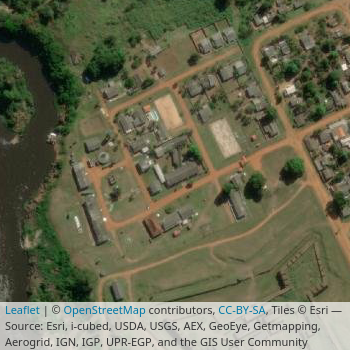 Leaflet | © OpenStreetMap contributors, CC-BY-SA, Tiles © Esri —
Source: Esri, i-cubed, USDA, USGS, AEX, GeoEye, Getmapping,
Aerogrid, IGN, IGP, UPR-EGP, and the GIS User Community